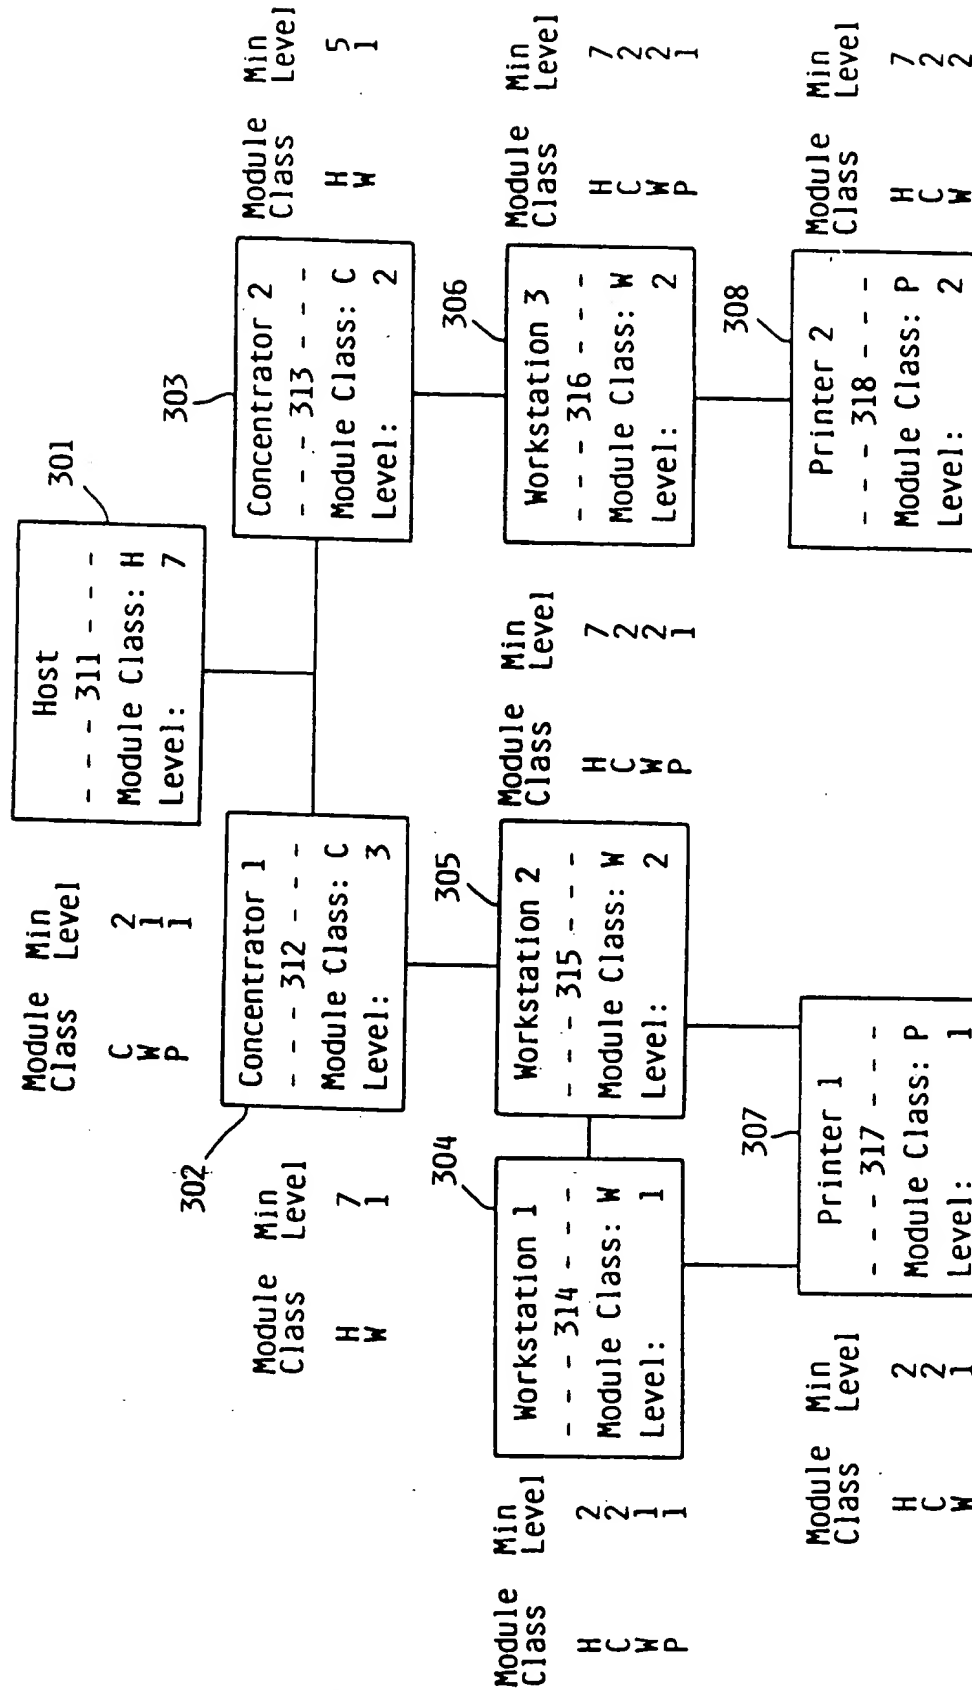 301
Host
- - - 311 - - -
Module Class: H
Level: 7
Module Min
Class Level
C 2
W 1
P 1
302
Concentrator 1
- - - 312 - - -
Module Class: C
Level: 3
Module Min
Class Level
H 7
W 1
303
Concentrator 2
- - - 313 - - - -
Module Class: C
Level: 2
Module Min
Class Level
H 5
W 1
304
Workstation 1
- - - 314 - - - -
Module Class: W
Level: 1
Module Min
Class Level
H 2
C 2
W 1
P 1
305
Workstation 2
- - - 315 - - - -
Module Class: W
Level: 2
Module Min
Class Level
H 7
C 2
W 2
P 1
306
Workstation 3
- - - 316 - - - -
Module Class: W
Level: 2
Module Min
Class Level
H 7
C 2
W 2
P 1
307
Printer 1
- - - 317 - - - -
Module Class: P
Level: 1
Module Min
Class Level
H 2
C 2
W 1
308
Printer 2
- - - 318 - - - -
Module Class: P
Level: 2
Module Min
Class Level
H 7
C 2
W 2